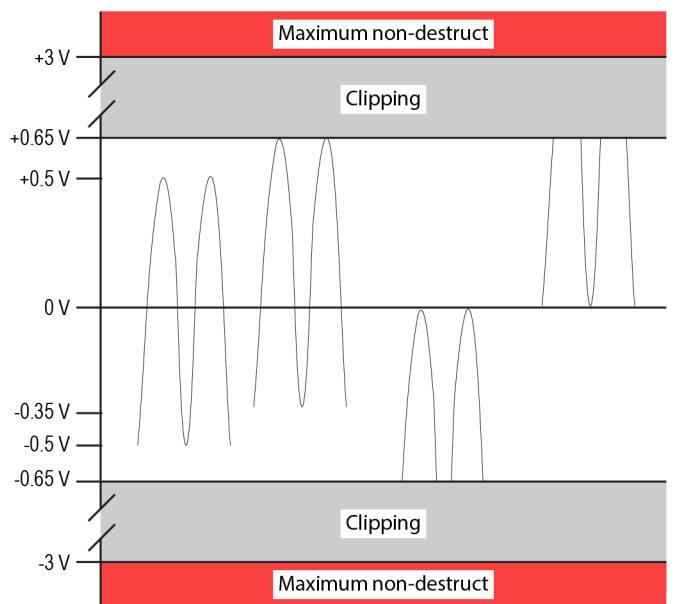 Maximum non-destruct
+3 V
Clipping
+0.65 V
+0.5 V
0 V
-0.35 V
-0.5 V
-0.65 V
Clipping
-3 V
Maximum non-destruct